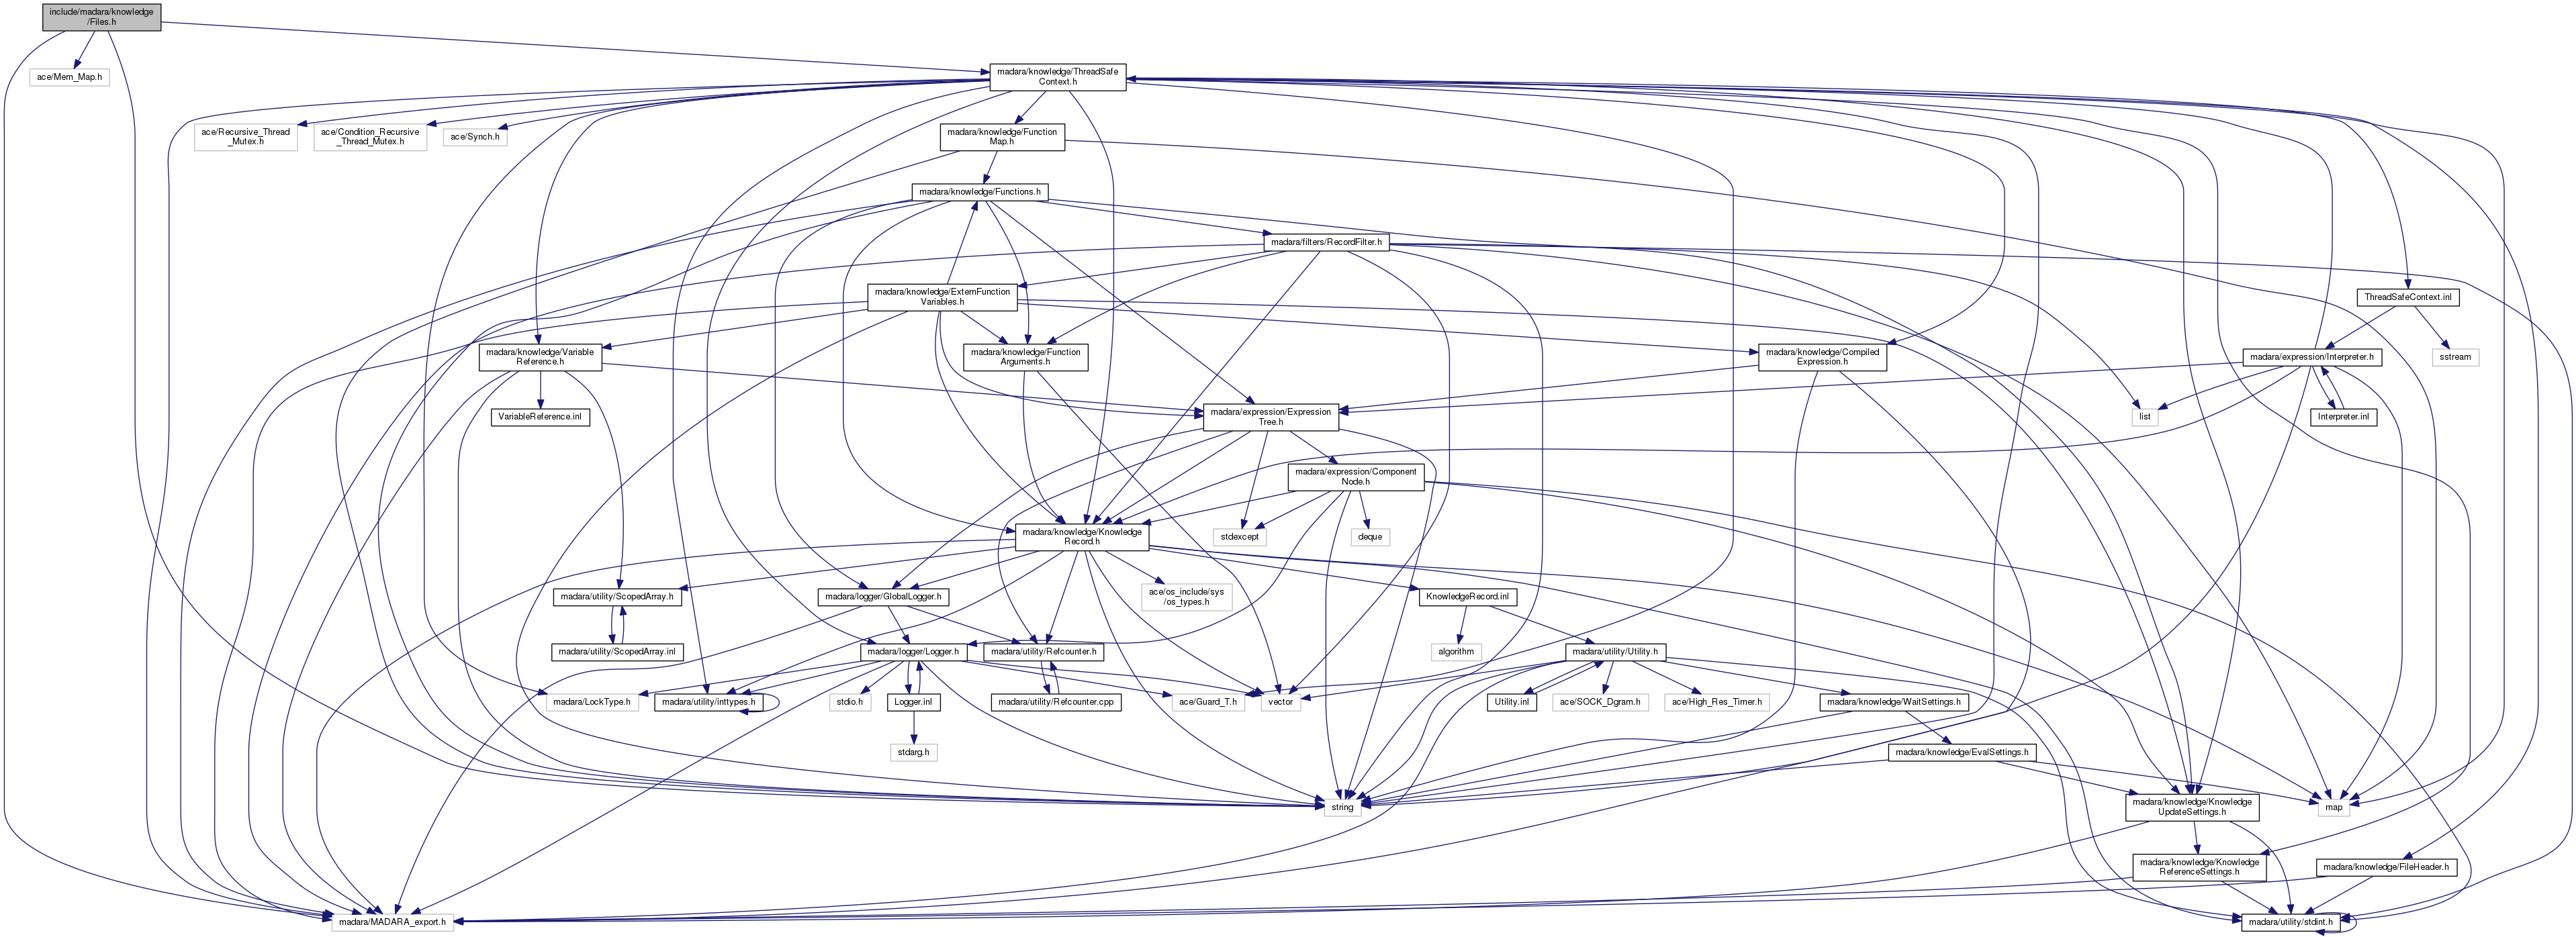 include/madara/knowledge
/Files.h
ace/Mem_Map.h
madara/knowledge/ThreadSafe
Context.h
ace/Recursive_Thread
_Mutex.h
ace/Condition_Recursive
_Thread_Mutex.h
ace/Synch.h
madara/knowledge/Function
Map.h
madara/knowledge/Functions.h
madara/filters/RecordFilter.h
madara/knowledge/ExternFunction
Variables.h
ThreadSafeContext.inl
madara/knowledge/Variable
Reference.h
madara/knowledge/Function
Arguments.h
madara/knowledge/Compiled
Expression.h
madara/expression/Interpreter.h
sstream
VariableReference.inl
madara/expression/Expression
Tree.h
list
Interpreter.inl
madara/expression/Component
Node.h
madara/knowledge/Knowledge
Record.h
stdexcept
deque
madara/utility/ScopedArray.h
madara/logger/GlobalLogger.h
ace/os_include/sys
/os_types.h
KnowledgeRecord.inl
madara/utility/ScopedArray.inl
madara/logger/Logger.h
madara/utility/Refcounter.h
algorithm
madara/utility/Utility.h
madara/LockType.h
madara/utility/inttypes.h
stdio.h
Logger.inl
madara/utility/Refcounter.cpp
ace/Guard_T.h
vector
Utility.inl
ace/SOCK_Dgram.h
ace/High_Res_Timer.h
madara/knowledge/WaitSettings.h
stdarg.h
madara/knowledge/EvalSettings.h
string
madara/knowledge/Knowledge
UpdateSettings.h
map
madara/knowledge/Knowledge
ReferenceSettings.h
madara/knowledge/FileHeader.h
madara/MADARA_export.h
madara/utility/stdint.h